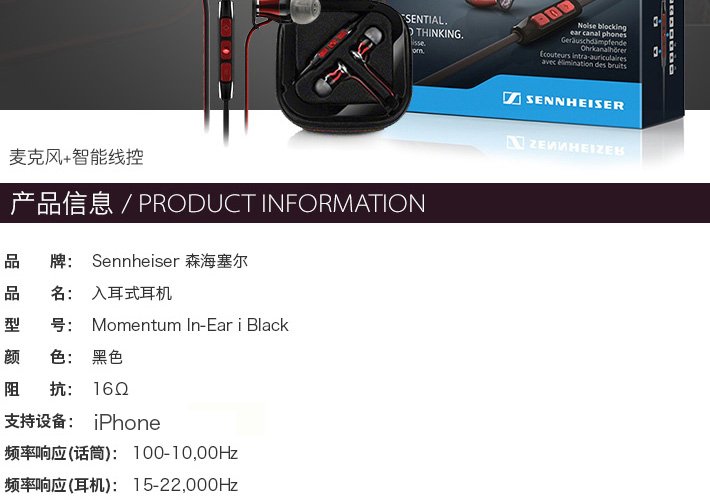 ESSENTIAL.
THINKING.
Noise blocking
ear canal phones
Geräuschdämpfende
Ohrkanalhörer
Écouteurs intra-auriculaires
avec élimination des bruits
SENNHEISER
麦克风+智能线控
产品信息 / PRODUCT INFORMATION
品 牌： Sennheiser 森海塞尔
品 名： 入耳式耳机
型 号： Momentum In-Ear i Black
颜 色： 黑色
阻 抗： 16Ω
支持设备： iPhone
频率响应(话筒)： 100-10,00Hz
频率响应(耳机)： 15-22,000Hz